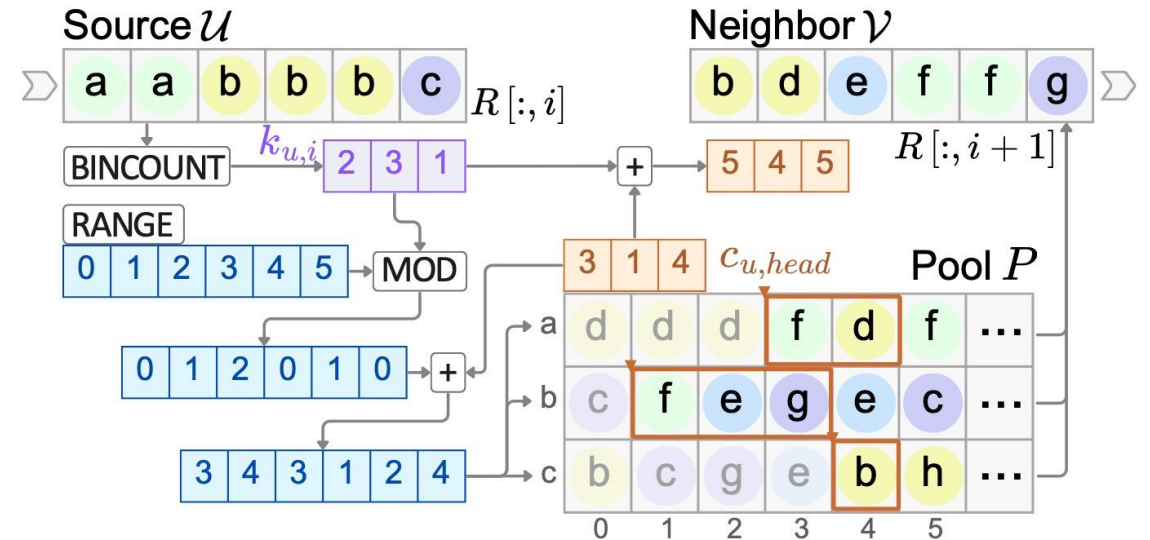 Source 𝒰
Neighbor 𝒱
a a b b b c
R[:, i]
b d e f f g
R[:, i + 1]
BINCOUNT
k_{u,i}
2 3 1
+
5 4 5
RANGE
0 1 2 3 4 5
MOD
3 1 4
c_{u,head}
Pool P
0 1 2 0 1 0
+
3 4 3 1 2 4
a d d d f d f ...
b c f e g e c ...
c b c g e b h ...
0 1 2 3 4 5